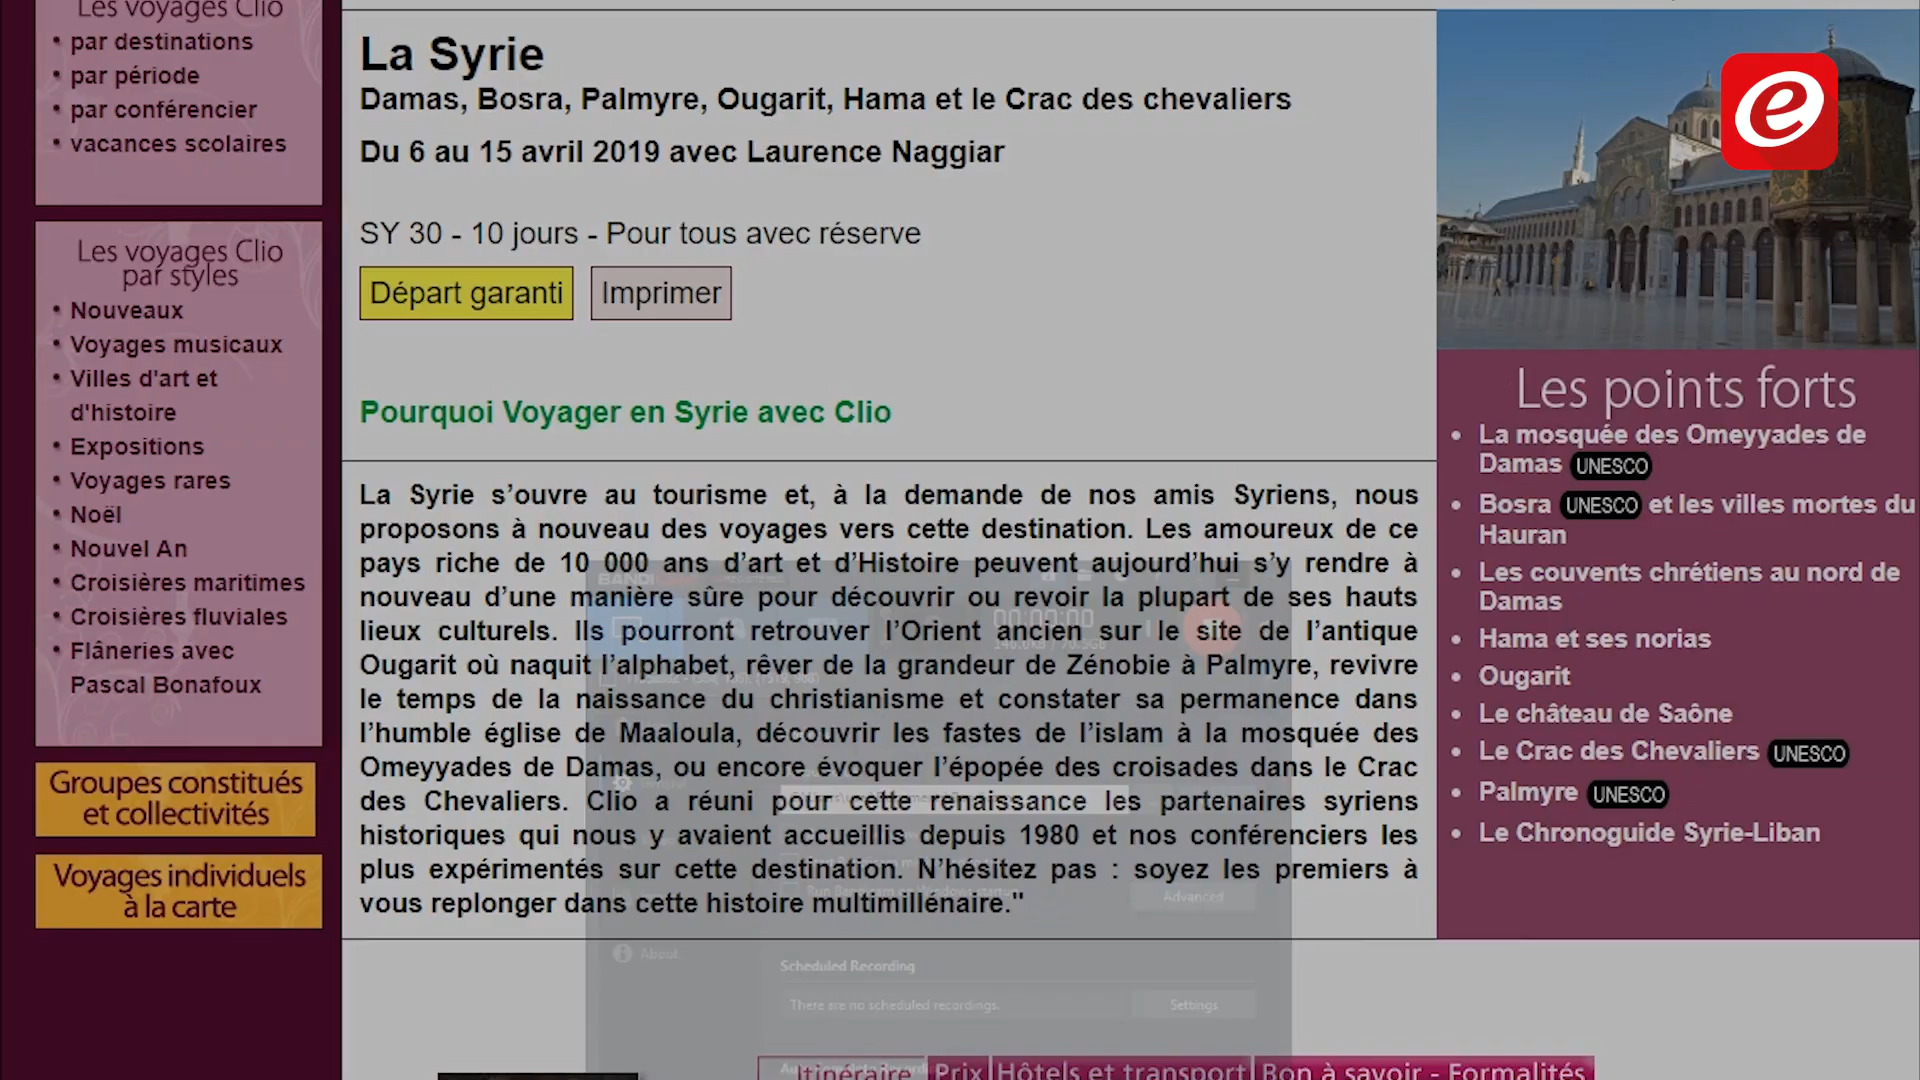 Les voyages Clio
• par destinations
• par période
• par conférencier
• vacances scolaires
Les voyages Clio
par styles
• Nouveaux
• Voyages musicaux
• Villes d'art et
d'histoire
• Expositions
• Voyages rares
• Noël
• Nouvel An
• Croisières maritimes
• Croisières fluviales
• Flâneries avec
Pascal Bonafoux
Groupes constitués
et collectivités
Voyages individuels
à la carte
La Syrie
Damas, Bosra, Palmyre, Ougarit, Hama et le Crac des chevaliers
Du 6 au 15 avril 2019 avec Laurence Naggiar
SY 30 - 10 jours - Pour tous avec réserve
Départ garanti Imprimer
Pourquoi Voyager en Syrie avec Clio
La Syrie s’ouvre au tourisme et, à la demande de nos amis Syriens, nous
proposons à nouveau des voyages vers cette destination. Les amoureux de ce
pays riche de 10 000 ans d’art et d’Histoire peuvent aujourd’hui s’y rendre à
nouveau d’une manière sûre pour découvrir ou revoir la plupart de ses hauts
lieux culturels. Ils pourront retrouver l’Orient ancien sur le site de l’antique
Ougarit où naquit l’alphabet, rêver de la grandeur de Zénobie à Palmyre, revivre
le temps de la naissance du christianisme et constater sa permanence dans
l’humble église de Maaloula, découvrir les fastes de l’islam à la mosquée des
Omeyyades de Damas, ou encore évoquer l’épopée des croisades dans le Crac
des Chevaliers. Clio a réuni pour cette renaissance les partenaires syriens
historiques qui nous y avaient accueillis depuis 1980 et nos conférenciers les
plus expérimentés sur cette destination. N’hésitez pas : soyez les premiers à
vous replonger dans cette histoire multimillénaire."
Advanced
About
Scheduled Recording
There are no scheduled recordings.
Settings
Itinéraire Prix Hôtels et transport Bon à savoir - Formalités
e
Les points forts
• La mosquée des Omeyyades de
Damas UNESCO
• Bosra UNESCO et les villes mortes du
Hauran
• Les couvents chrétiens au nord de
Damas
• Hama et ses norias
• Ougarit
• Le château de Saône
• Le Crac des Chevaliers UNESCO
• Palmyre UNESCO
• Le Chronoguide Syrie-Liban